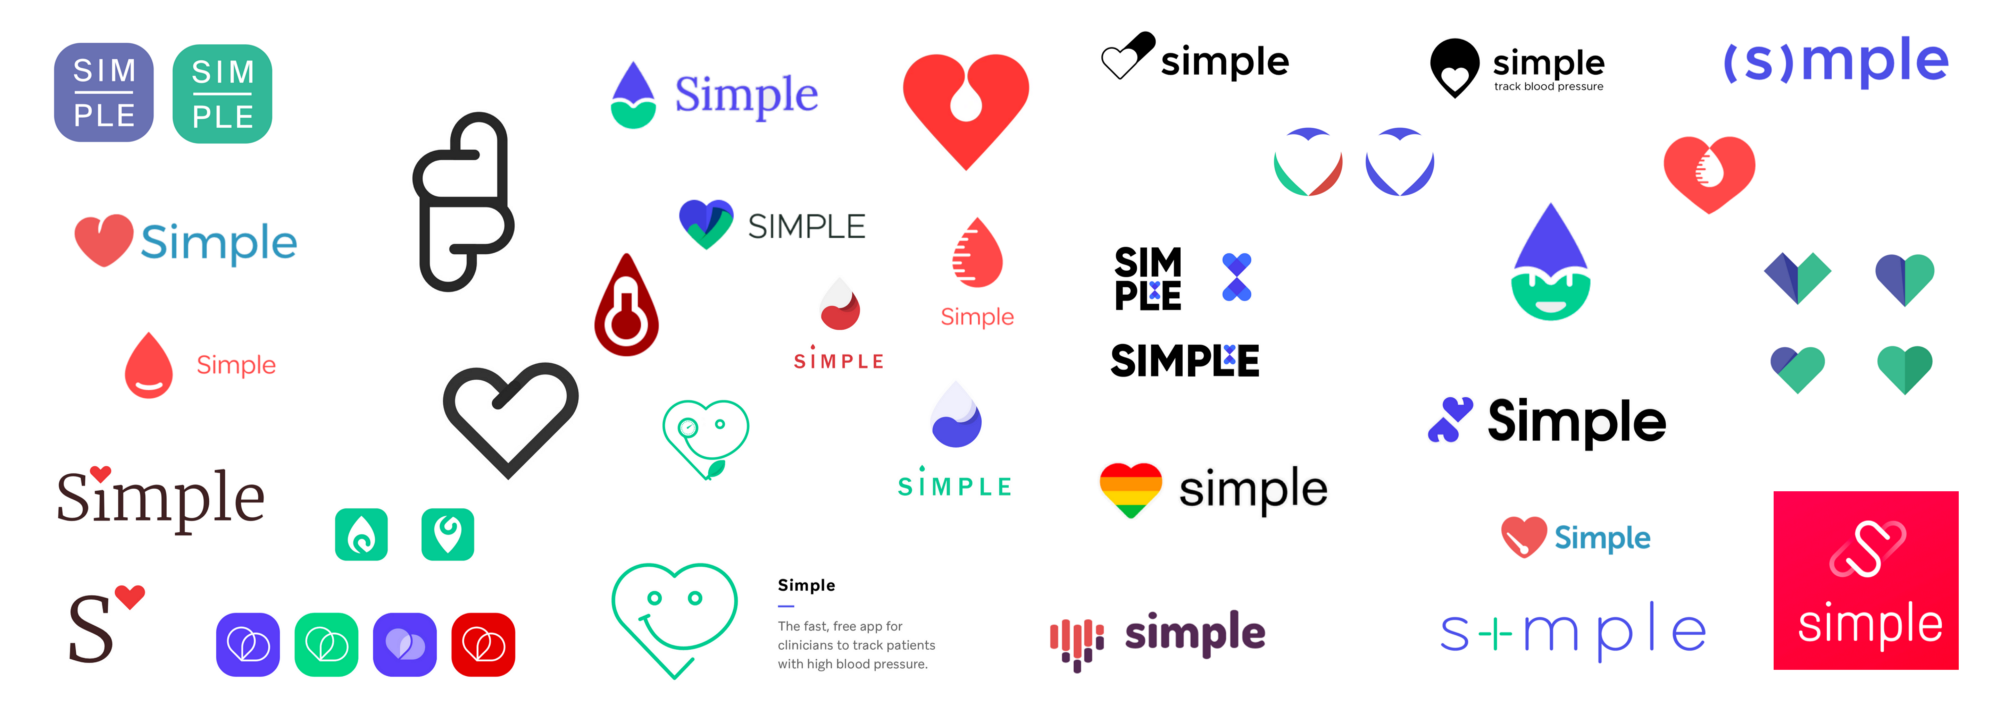 SIM
PLE
SIM
PLE
Simple
Simple
Simple
S
Simple
SIMPLE
SIMPLE
Simple
SIMPLE
Simple
The fast, free app for
clinicians to track patients
with high blood pressure.
simple
simple
track blood pressure
(s)mple
SIM
PLE
SIMPLE
Simple
simple
Simple
simple
s+mple
S
simple